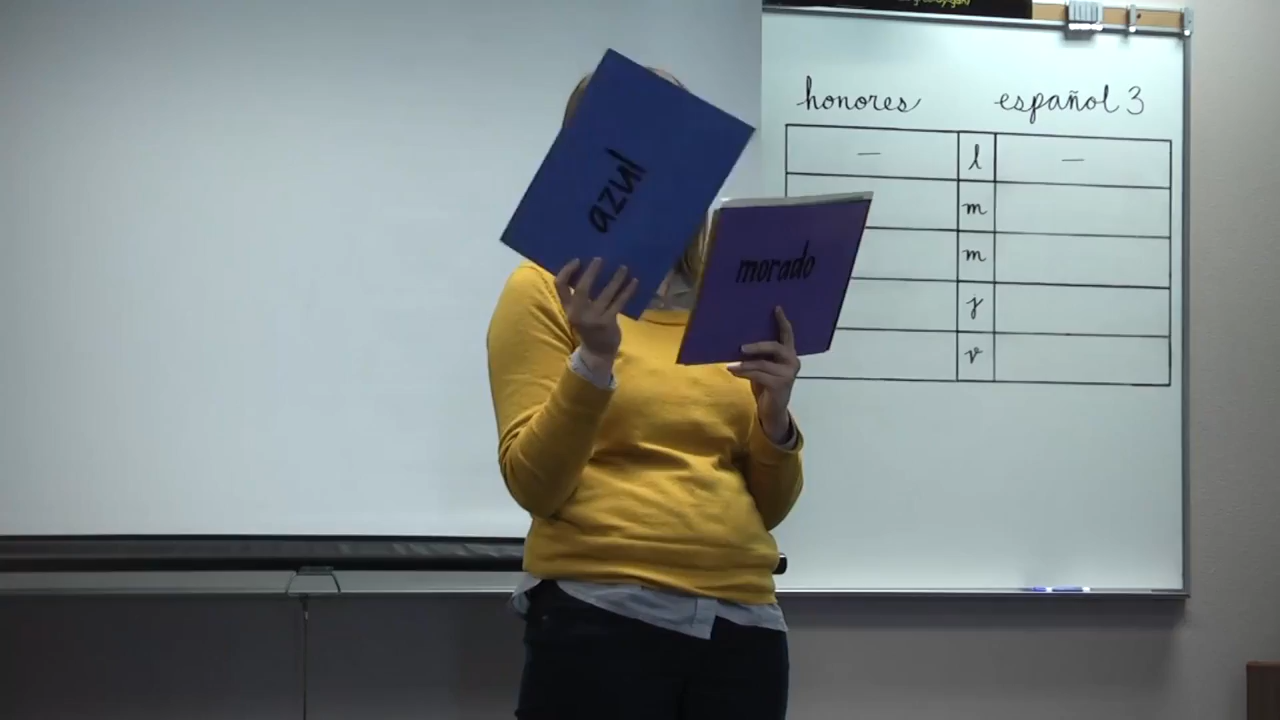 honores español 3
— l —
m
m
j
v
azul
morado